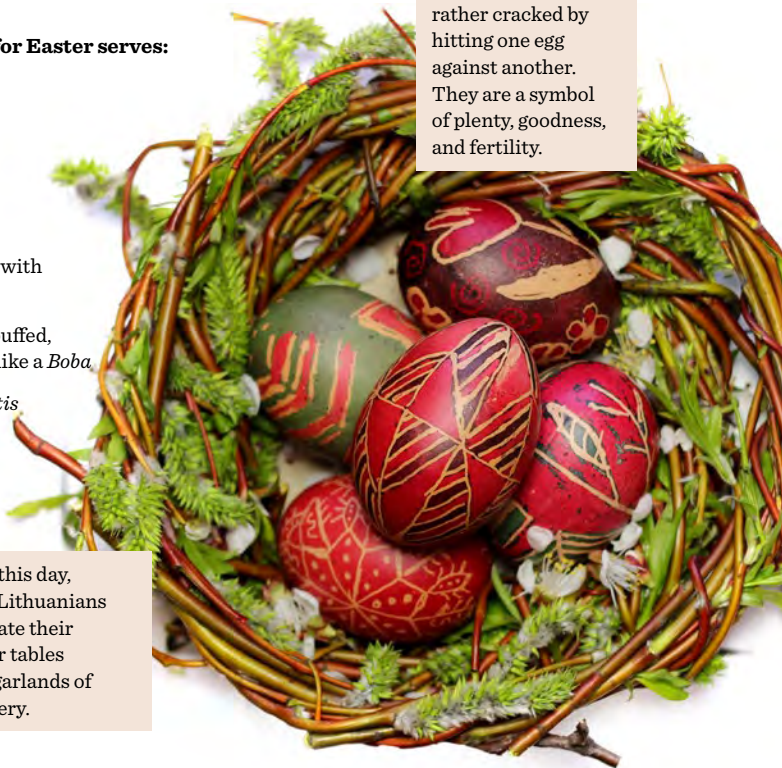 for Easter serves:
with
uffed,
like a Boba
tis
rather cracked by
hitting one egg
against another.
They are a symbol
of plenty, goodness,
and fertility.
this day,
Lithuanians
ate their
r tables
garlands of
ery.